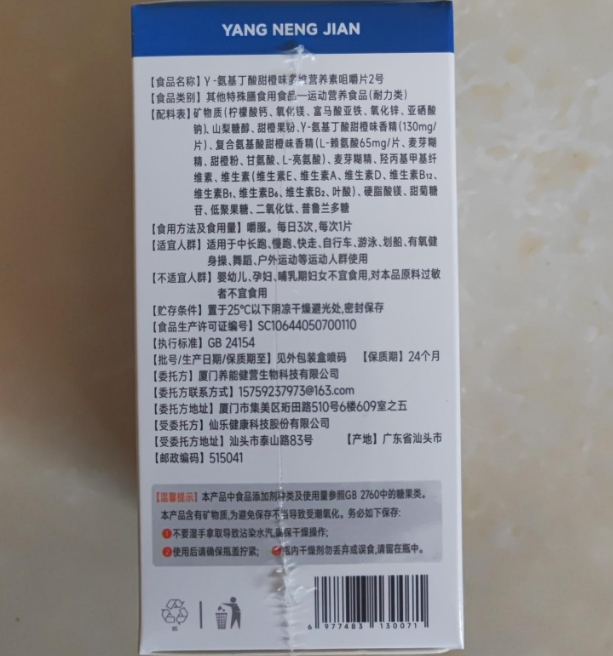 YANG NENG JIAN
【食品名称】γ-氨基丁酸甜橙味多维营养素咀嚼片2号
【食品类别】其他特殊膳食用食品—运动营养食品(耐力类)
【配料表】矿物质(柠檬酸钙、氧化镁、富马酸亚铁、氧化锌、亚硒酸
钠)、山梨糖醇、甜橙果粉、γ-氨基丁酸甜橙味香精(130mg/
片)、复合氨基酸甜橙味香精(L-赖氨酸65mg/片、麦芽糊
精、甜橙粉、甘氨酸、L-亮氨酸)、麦芽糊精、羟丙基甲基纤
维素、维生素(维生素E、维生素A、维生素D、维生素B₁₂、
维生素B₁、维生素B₆、维生素B₂、叶酸)、硬脂酸镁、甜菊糖
苷、低聚果糖、二氧化钛、普鲁兰多糖
【食用方法及食用量】嚼服。每日3次,每次1片
【适宜人群】适用于中长跑、慢跑、快走、自行车、游泳、划船、有氧健
身操、舞蹈、户外运动等运动人群使用
【不适宜人群】婴幼儿、孕妇、哺乳期妇女不宜食用,对本品原料过敏
者不宜食用
【贮存条件】置于25℃以下阴凉干燥避光处,密封保存
【食品生产许可证编号】SC10644050700110
【执行标准】GB 24154
【批号/生产日期/保质期至】见外包装盒喷码 【保质期】24个月
【委托方】厦门养能健营生物科技有限公司
【委托方联系方式】15759237973@163.com
【委托方地址】厦门市集美区珩田路510号6楼609室之五
【受委托方】仙乐健康科技股份有限公司
【受委托方地址】汕头市泰山路83号 【产地】广东省汕头市
【邮政编码】515041
【温馨提示】本产品中食品添加剂种类及使用量参照GB 2760中的糖果类。
本产品含有矿物质,为避免保存不当导致受潮氧化。务必如下保存:
1不要湿手拿取导致沾染水汽,确保干燥操作;
2使用后请确保瓶盖拧紧; 瓶内干燥剂勿丢弃或误食,请留在瓶中。
6 977483 130071